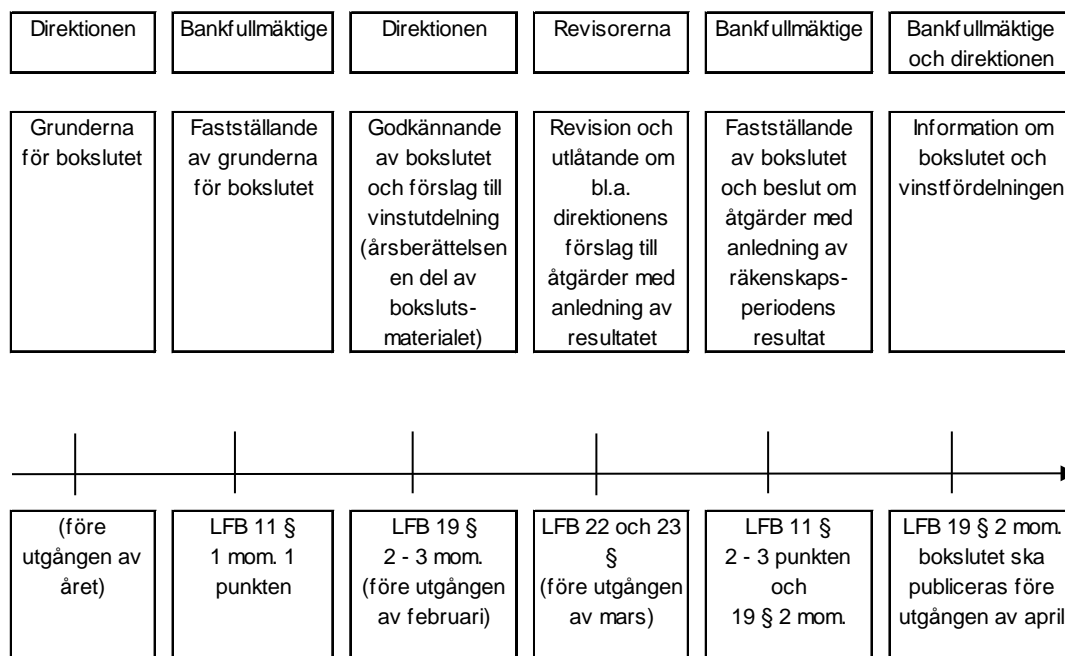 Direktionen
Bankfullmäktige
Direktionen
Revisorerna
Bankfullmäktige
Bankfullmäktige
och direktionen
Grunderna
för bokslutet
Fastställande
av grunderna
för bokslutet
Godkännande
av bokslutet
och förslag till
vinstutdelning
(årsberättelsen
en del av
boksluts-
materialet)
Revision och
utlåtande om
bl.a.
direktionens
förslag till
åtgärder med
anledning av
resultatet
Fastställande
av bokslutet
och beslut om
åtgärder med
anledning av
räkenskaps-
periodens
resultat
Information om
bokslutet och
vinstfördelningen
(före
utgången av
året)
LFB 11 §
1 mom. 1
punkten
LFB 19 §
2 - 3 mom.
(före utgången
av februari)
LFB 22 och 23
§
(före utgången
av mars)
LFB 11 §
2 - 3 punkten
och
19 § 2 mom.
LFB 19 § 2 mom.
bokslutet ska
publiceras före
utgången av april